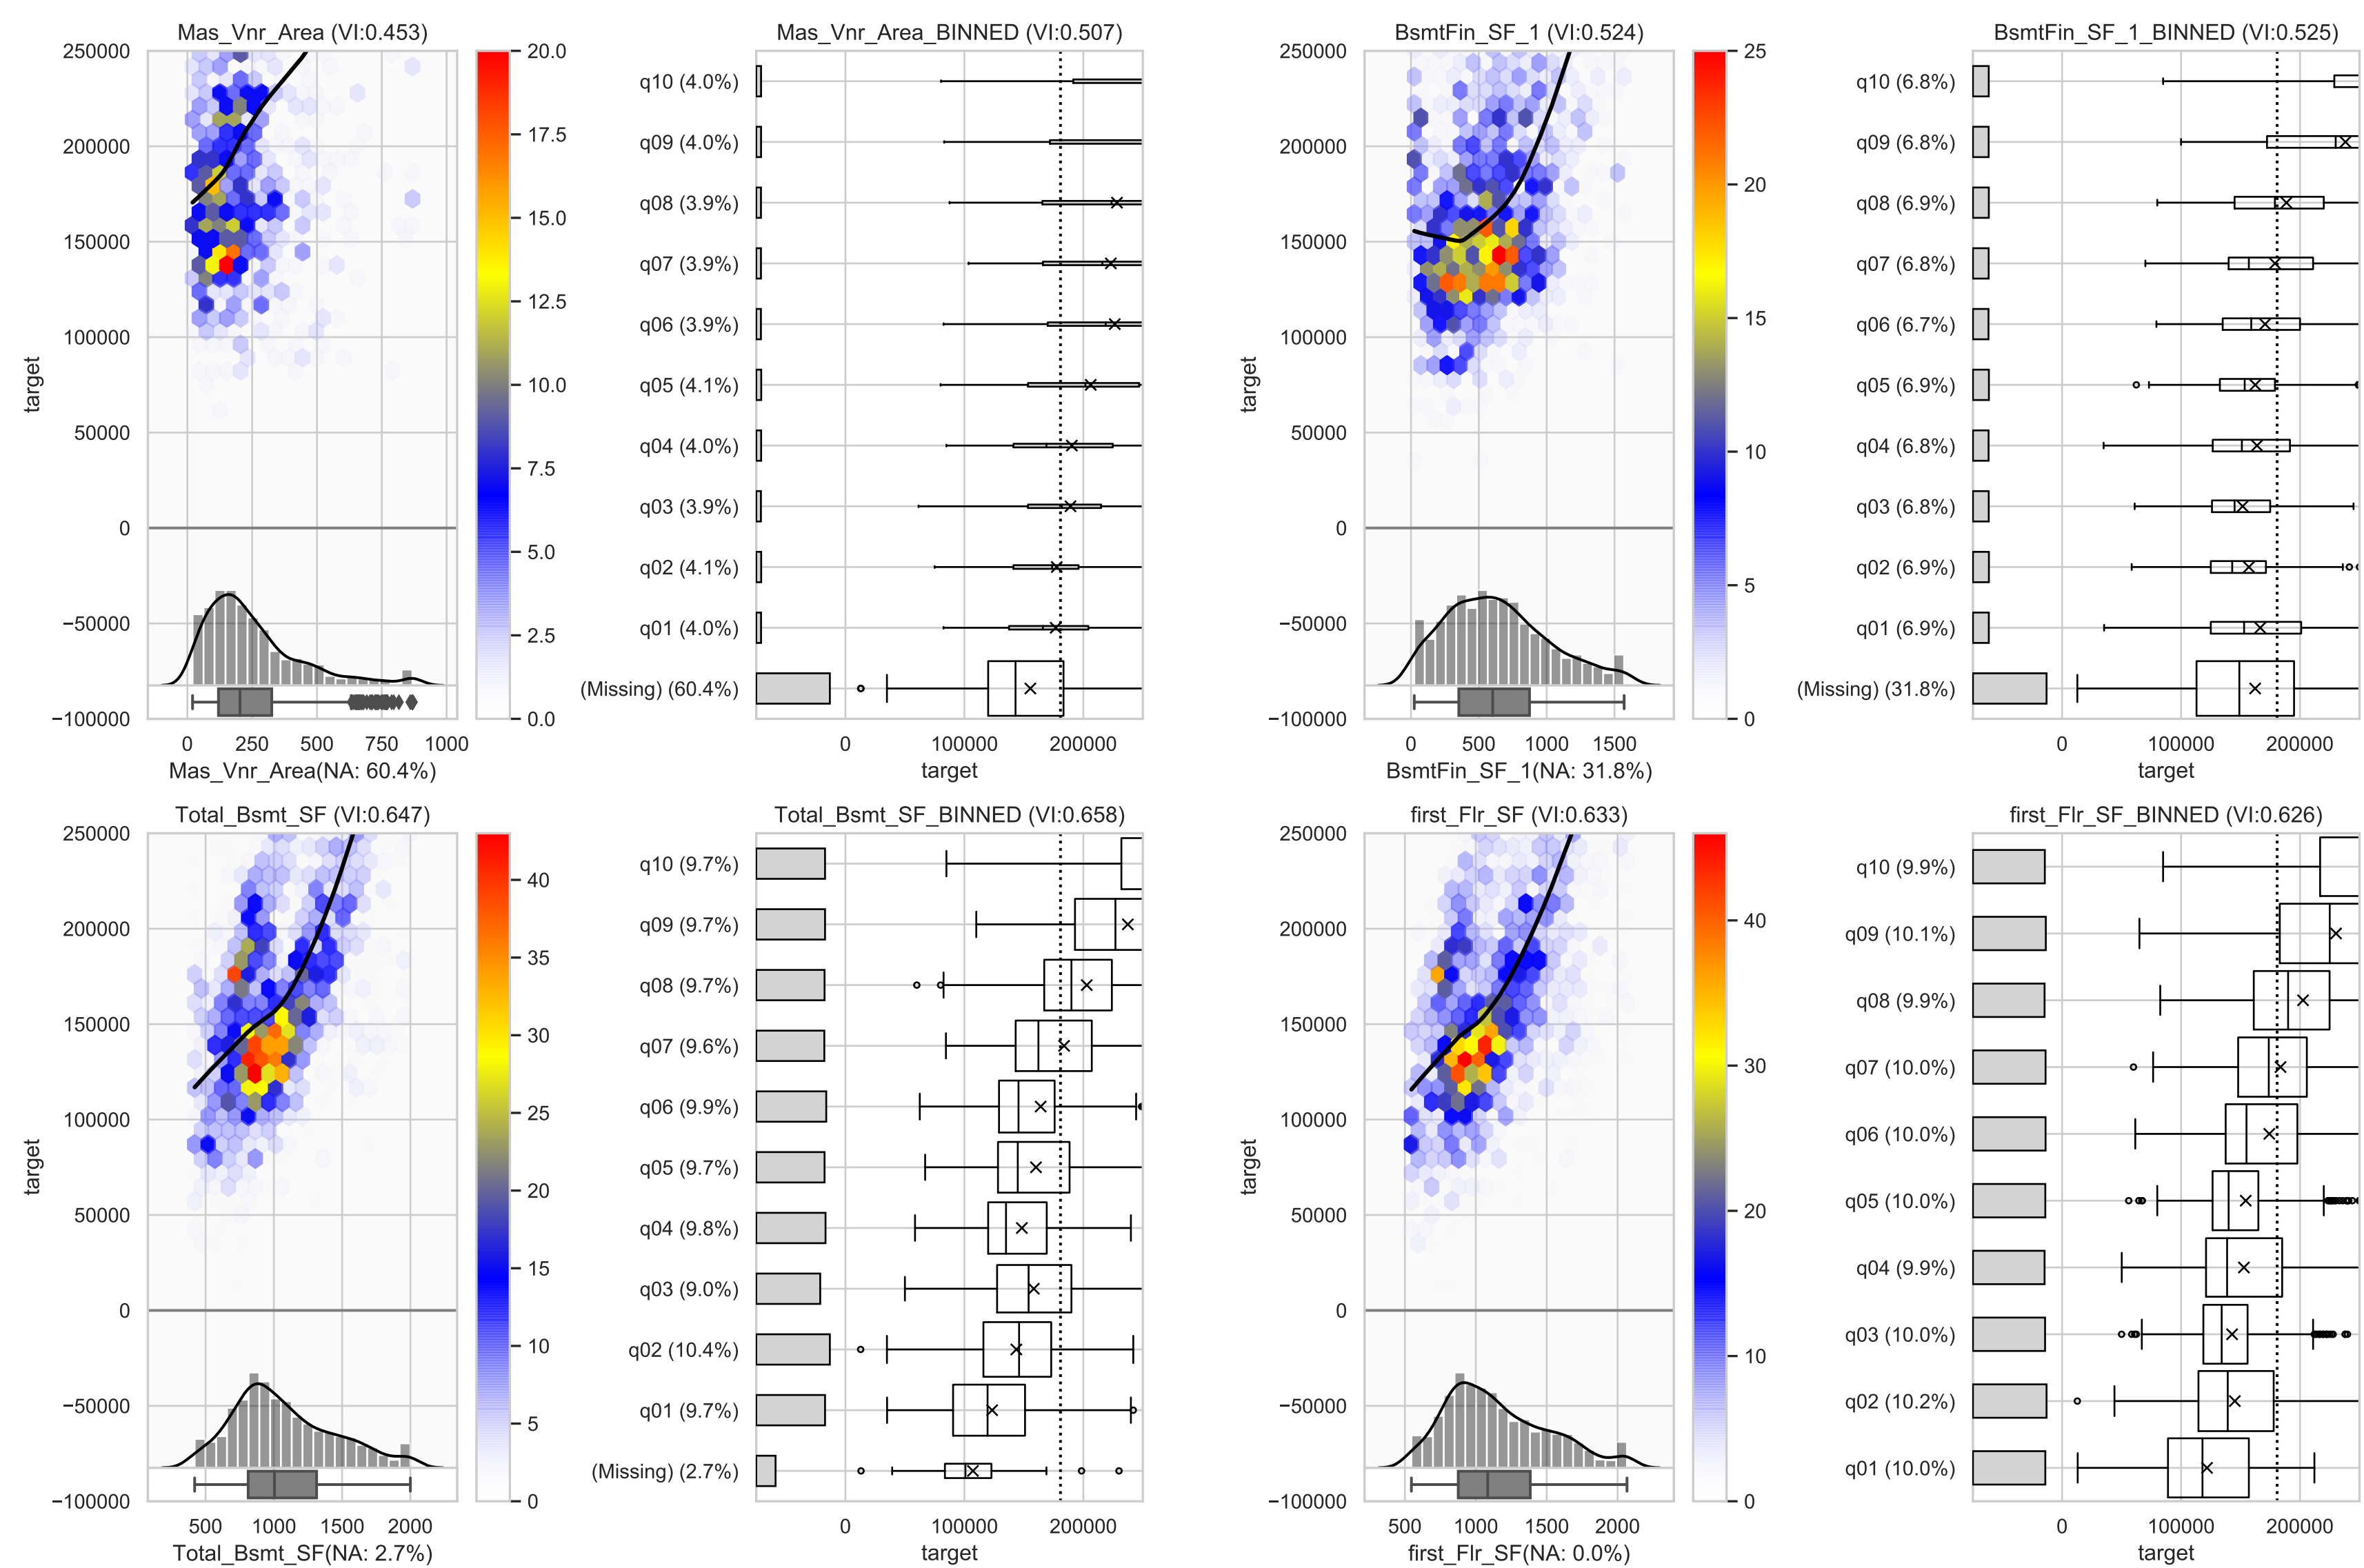 Mas_Vnr_Area (VI:0.453)
250000
200000
150000
100000
50000
0
−50000
−100000
target
0 250 500 750 1000
Mas_Vnr_Area(NA: 60.4%)
20.0
17.5
15.0
12.5
10.0
7.5
5.0
2.5
0.0
Mas_Vnr_Area_BINNED (VI:0.507)
q10 (4.0%)
q09 (4.0%)
q08 (3.9%)
q07 (3.9%)
q06 (3.9%)
q05 (4.1%)
q04 (4.0%)
q03 (3.9%)
q02 (4.1%)
q01 (4.0%)
(Missing) (60.4%)
0 100000 200000
target
BsmtFin_SF_1 (VI:0.524)
250000
200000
150000
100000
50000
0
−50000
−100000
target
0 500 1000 1500
BsmtFin_SF_1(NA: 31.8%)
25
20
15
10
5
0
BsmtFin_SF_1_BINNED (VI:0.525)
q10 (6.8%)
q09 (6.8%)
q08 (6.9%)
q07 (6.8%)
q06 (6.7%)
q05 (6.9%)
q04 (6.8%)
q03 (6.8%)
q02 (6.9%)
q01 (6.9%)
(Missing) (31.8%)
0 100000 200000
target
Total_Bsmt_SF (VI:0.647)
250000
200000
150000
100000
50000
0
−50000
−100000
target
500 1000 1500 2000
Total_Bsmt_SF(NA: 2.7%)
40
35
30
25
20
15
10
5
0
Total_Bsmt_SF_BINNED (VI:0.658)
q10 (9.7%)
q09 (9.7%)
q08 (9.7%)
q07 (9.6%)
q06 (9.9%)
q05 (9.7%)
q04 (9.8%)
q03 (9.0%)
q02 (10.4%)
q01 (9.7%)
(Missing) (2.7%)
0 100000 200000
target
first_Flr_SF (VI:0.633)
250000
200000
150000
100000
50000
0
−50000
−100000
target
500 1000 1500 2000
first_Flr_SF(NA: 0.0%)
40
30
20
10
0
first_Flr_SF_BINNED (VI:0.626)
q10 (9.9%)
q09 (10.1%)
q08 (9.9%)
q07 (10.0%)
q06 (10.0%)
q05 (10.0%)
q04 (9.9%)
q03 (10.0%)
q02 (10.2%)
q01 (10.0%)
0 100000 200000
target